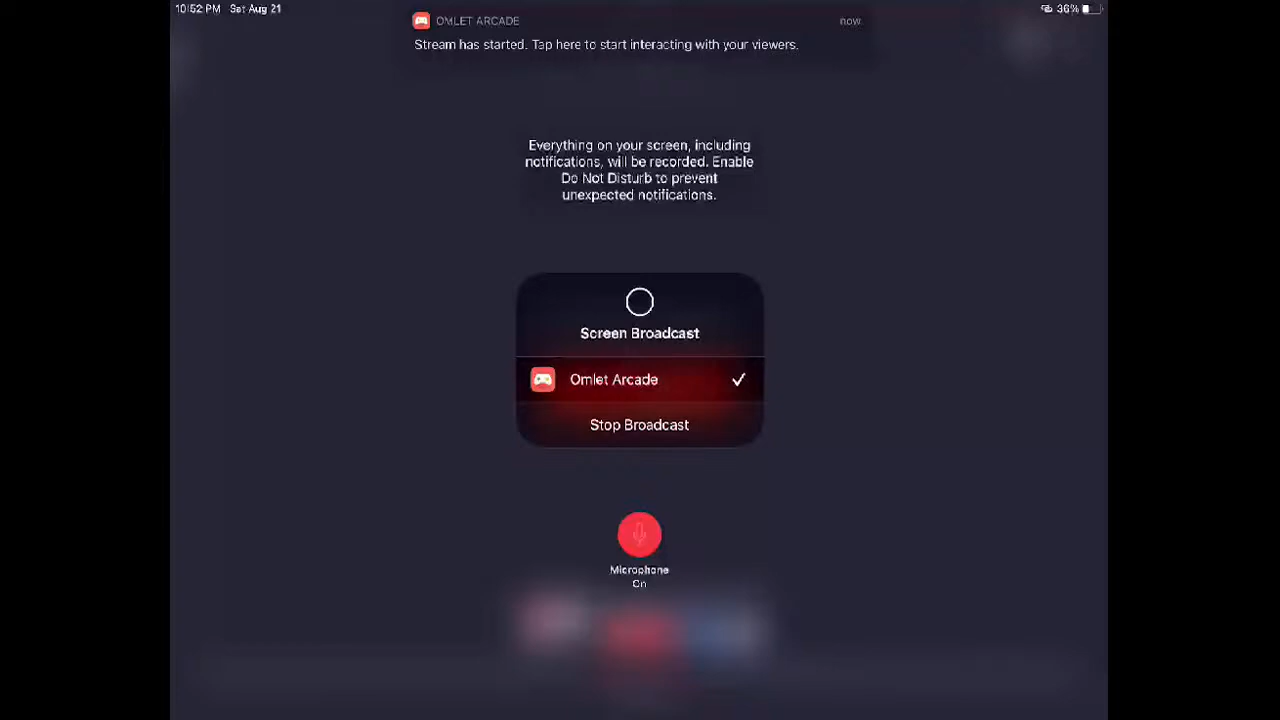 10:52 PM Sat Aug 21
36%
OMLET ARCADE
now
Stream has started. Tap here to start interacting with your viewers.
Everything on your screen, including
notifications, will be recorded. Enable
Do Not Disturb to prevent
unexpected notifications.
Screen Broadcast
Omlet Arcade
Stop Broadcast
Microphone
On